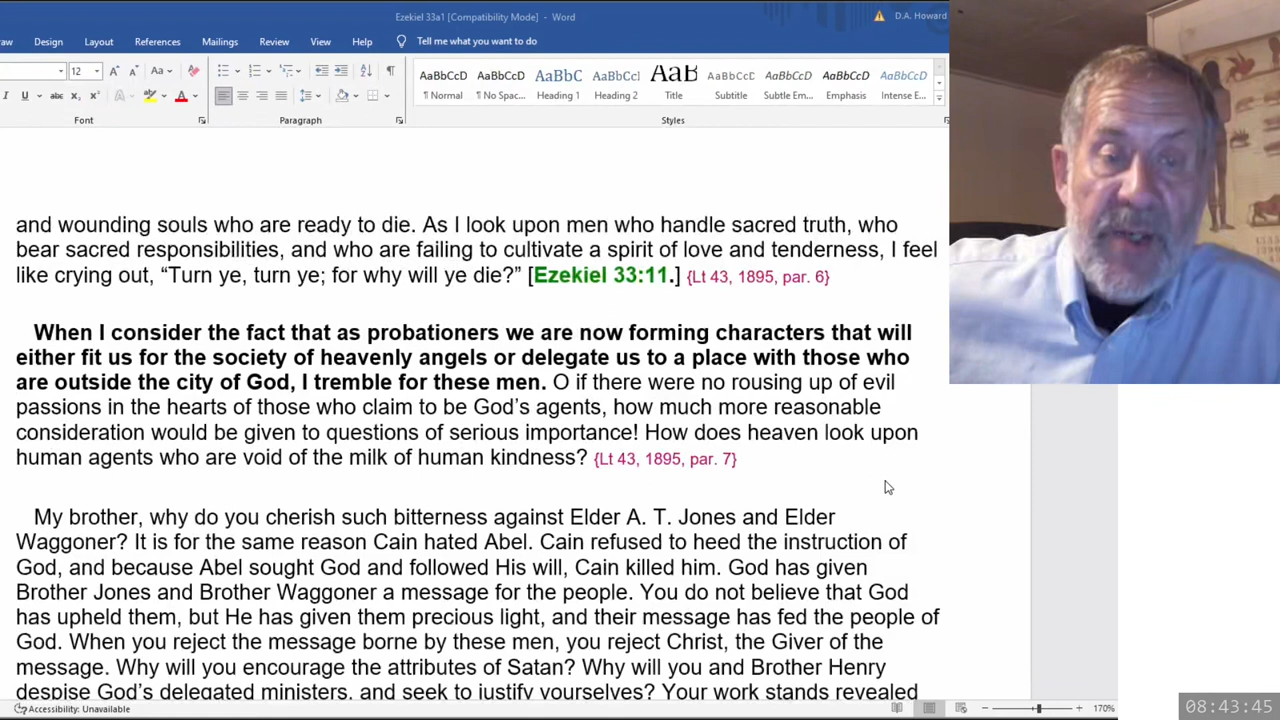 Ezekiel 33a1 [Compatibility Mode] - Word
D.A. Howard
Design Layout References Mailings Review View Help Tell me what you want to do
12
AaBbCcD AaBbCcD AaBbC AaBbCcI AaB AaBbCcD AaBbCcD AaBbCcD AaBbCcD
¶ Normal ¶ No Spac... Heading 1 Heading 2 Title Subtitle Subtle Em... Emphasis Intense E...
Font Paragraph Styles
and wounding souls who are ready to die. As I look upon men who handle sacred truth, who
bear sacred responsibilities, and who are failing to cultivate a spirit of love and tenderness, I feel
like crying out, “Turn ye, turn ye; for why will ye die?” [Ezekiel 33:11.] {Lt 43, 1895, par. 6}
When I consider the fact that as probationers we are now forming characters that will
either fit us for the society of heavenly angels or delegate us to a place with those who
are outside the city of God, I tremble for these men. O if there were no rousing up of evil
passions in the hearts of those who claim to be God’s agents, how much more reasonable
consideration would be given to questions of serious importance! How does heaven look upon
human agents who are void of the milk of human kindness? {Lt 43, 1895, par. 7}
My brother, why do you cherish such bitterness against Elder A. T. Jones and Elder
Waggoner? It is for the same reason Cain hated Abel. Cain refused to heed the instruction of
God, and because Abel sought God and followed His will, Cain killed him. God has given
Brother Jones and Brother Waggoner a message for the people. You do not believe that God
has upheld them, but He has given them precious light, and their message has fed the people of
God. When you reject the message borne by these men, you reject Christ, the Giver of the
message. Why will you encourage the attributes of Satan? Why will you and Brother Henry
despise God’s delegated ministers, and seek to justify yourselves? Your work stands revealed
Accessibility: Unavailable
170%
08:43:45